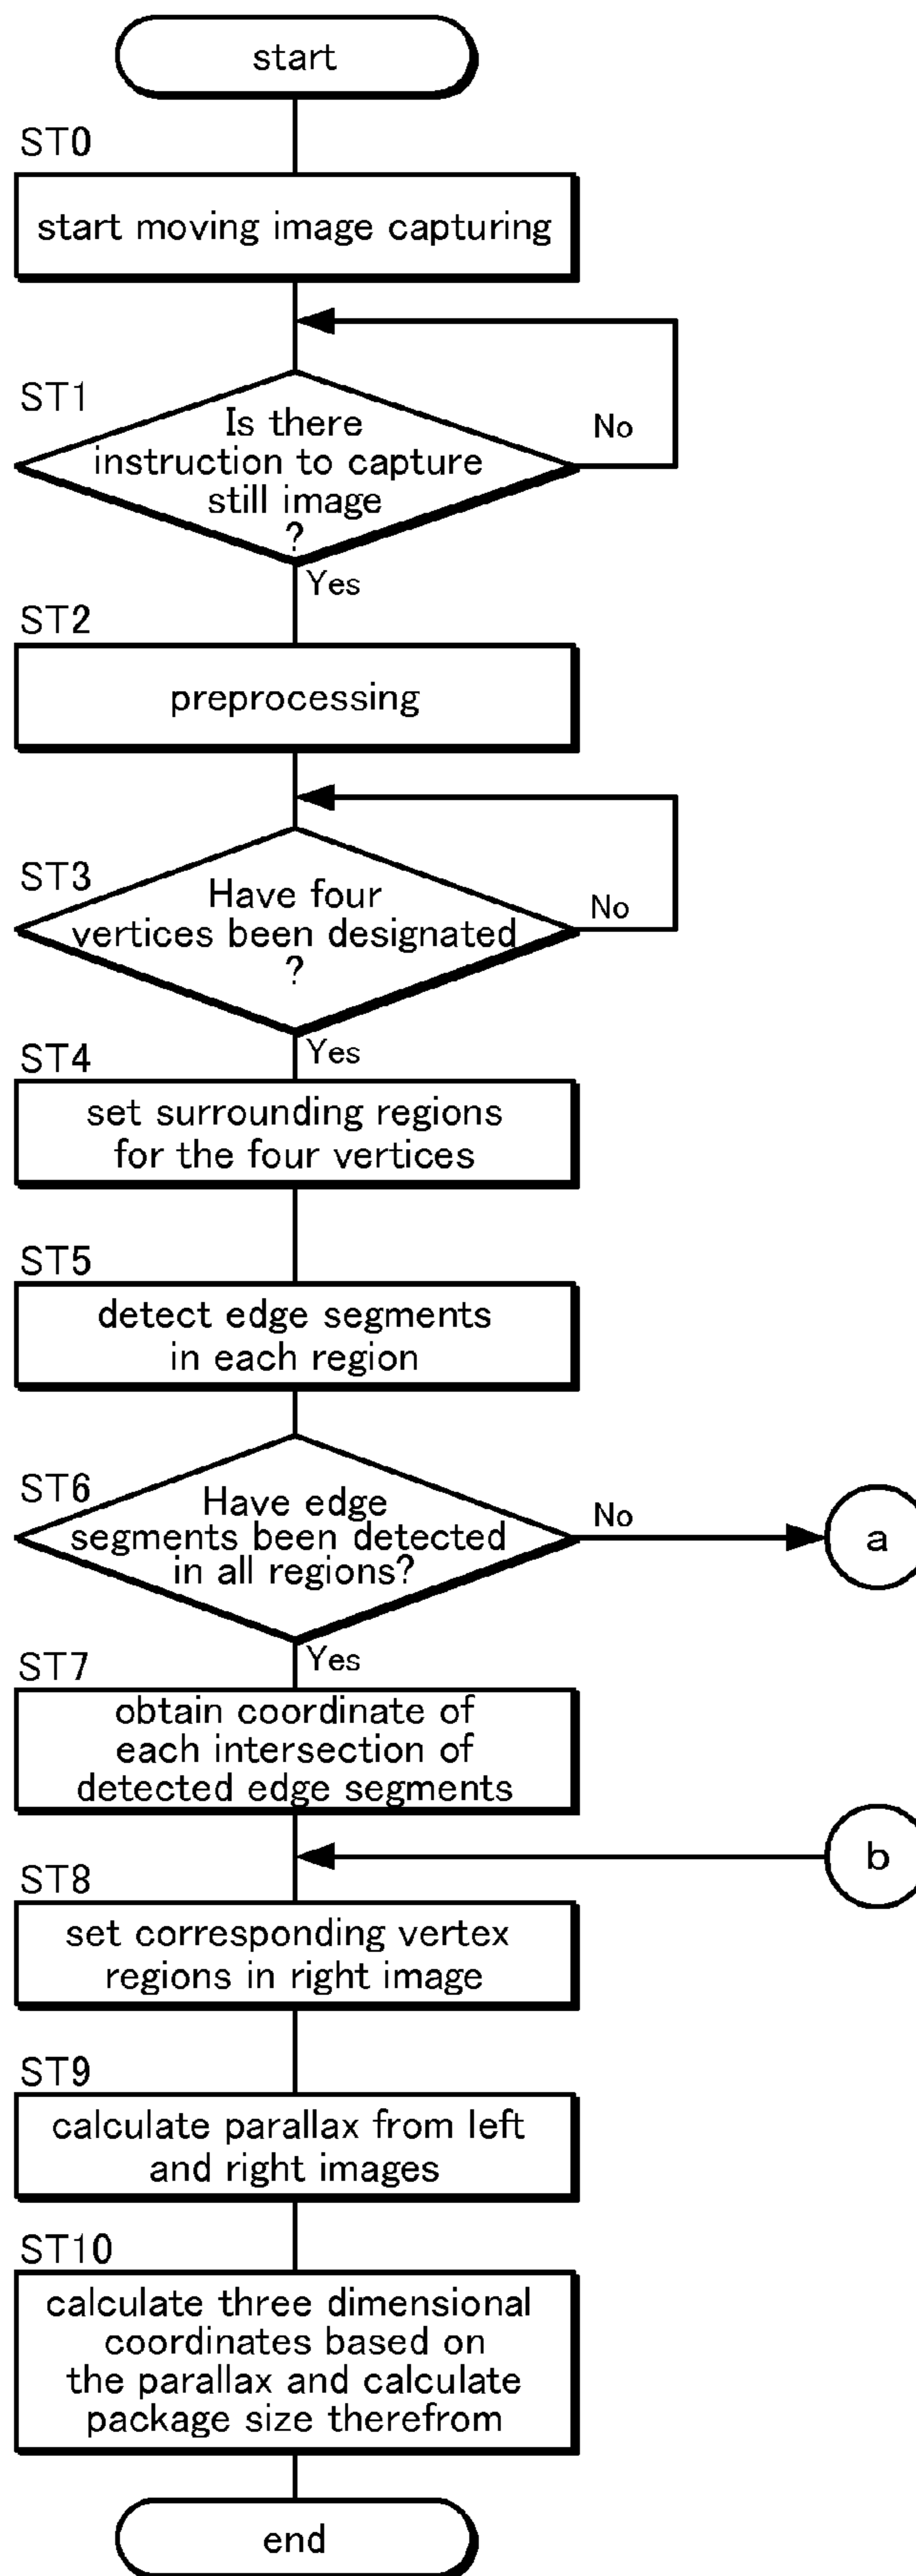 start
ST0
start moving image capturing
ST1
Is there
instruction to capture
still image
?
No
Yes
ST2
preprocessing
ST3
Have four
vertices been designated
?
No
Yes
ST4
set surrounding regions
for the four vertices
ST5
detect edge segments
in each region
ST6
Have edge
segments been detected
in all regions?
No
a
Yes
ST7
obtain coordinate of
each intersection of
detected edge segments
b
ST8
set corresponding vertex
regions in right image
ST9
calculate parallax from left
and right images
ST10
calculate three dimensional
coordinates based on
the parallax and calculate
package size therefrom
end